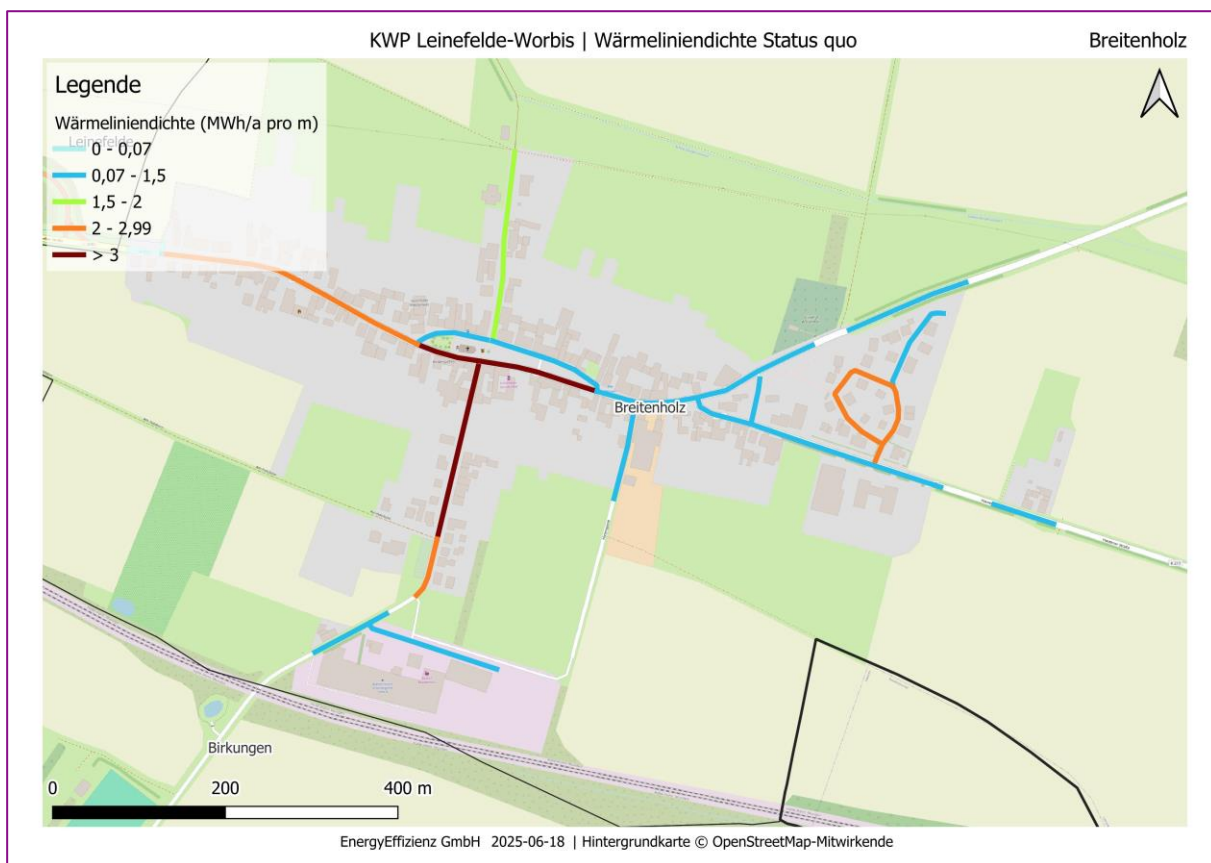 KWP Leinefelde-Worbis | Wärmeliniendichte Status quo
Breitenholz
Legende
Wärmeliniendichte (MWh/a pro m)
Leinefelde
0 - 0,07
0,07 - 1,5
1,5 - 2
2 - 2,99
> 3
Breitenholz
Birkungen
0 200 400 m
EnergyEffizienz GmbH 2025-06-18 | Hintergrundkarte © OpenStreetMap-Mitwirkende